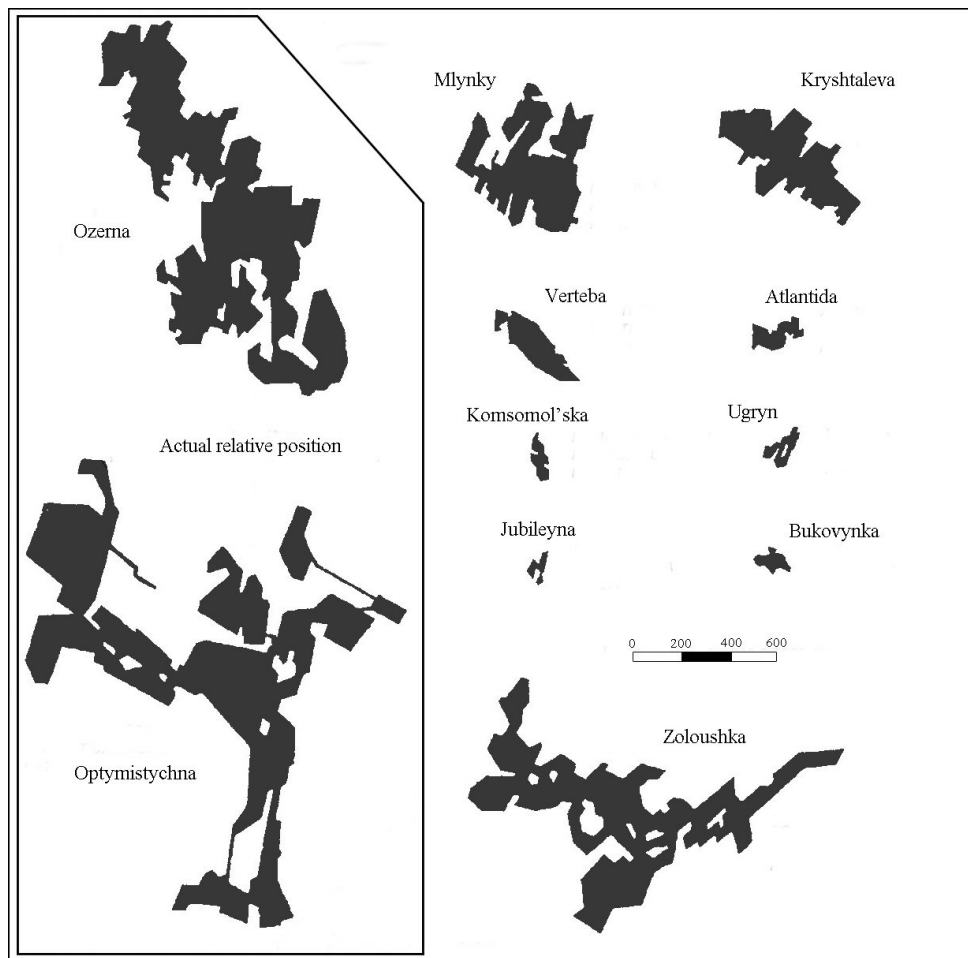 Mlynky
Kryshtaleva
Ozerna
Verteba
Atlantida
Komsomol'ska
Ugryn
Actual relative position
Jubileyna
Bukovynka
0 200 400 600
Zoloushka
Optymistychna